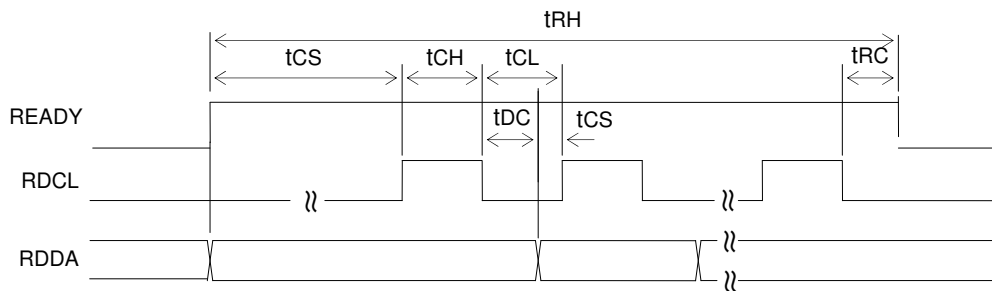 tRH
tCS tCH tCL tRC
READY tDC tCS
RDCL
RDDA